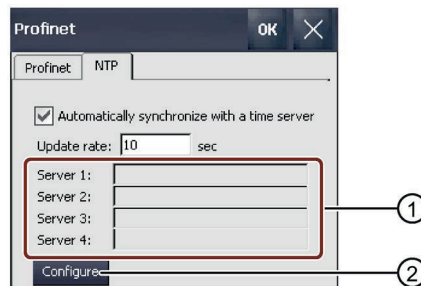 Profinet OK
Profinet NTP
Automatically synchronize with a time server
Update rate: 10 sec
Server 1:
Server 2:
Server 3:
Server 4:
1
Configure
2